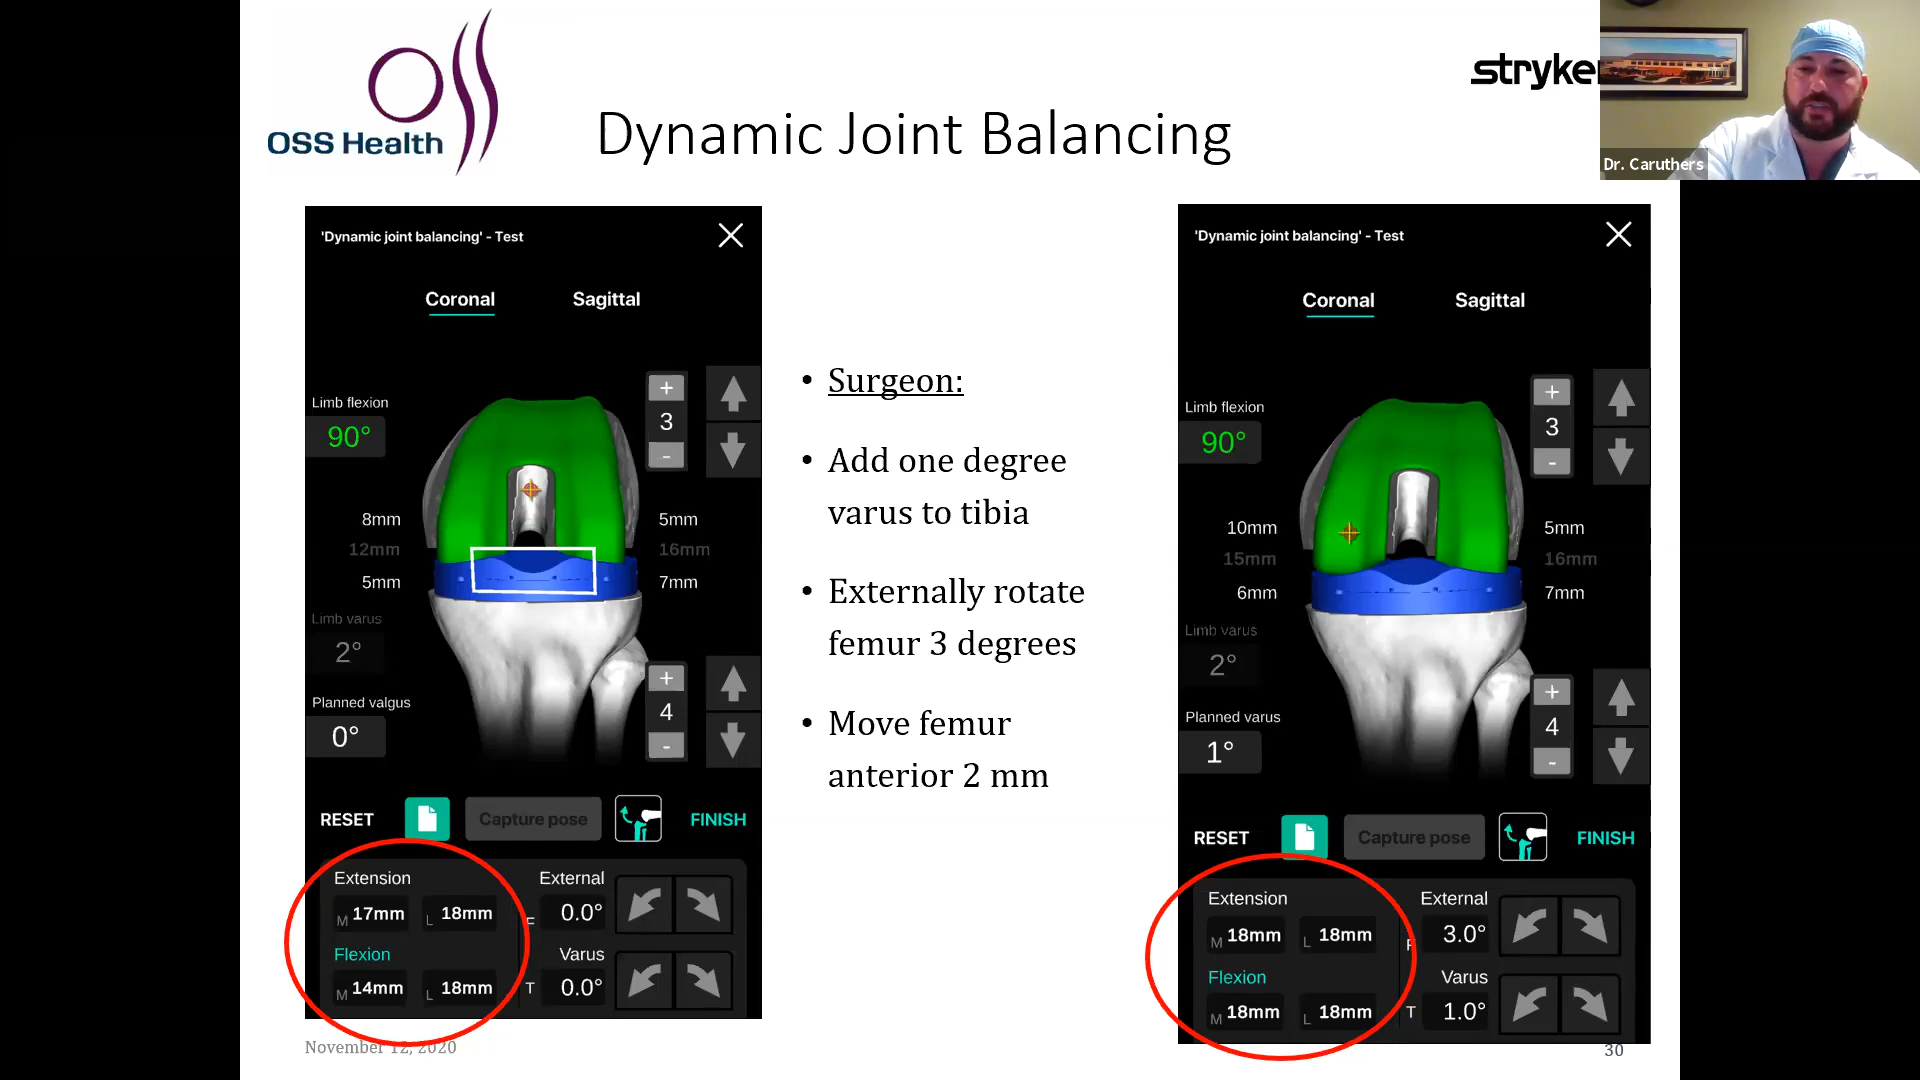 OSS Health
stryke
Dynamic Joint Balancing
Dr. Caruthers
'Dynamic joint balancing' - Test
Coronal
Sagittal
Limb flexion
90°
+
3
-
8mm
5mm
12mm
16mm
5mm
7mm
Limb varus
2°
Planned valgus
0°
+
4
-
RESET
Capture pose
FINISH
Extension
M 17mm L 18mm
External
F 0.0°
Flexion
M 14mm L 18mm
Varus
T 0.0°
• Surgeon:
• Add one degree
varus to tibia
• Externally rotate
femur 3 degrees
• Move femur
anterior 2 mm
'Dynamic joint balancing' - Test
Coronal
Sagittal
Limb flexion
90°
+
3
-
10mm
5mm
15mm
16mm
6mm
7mm
Limb varus
2°
Planned varus
1°
+
4
-
RESET
Capture pose
FINISH
Extension
M 18mm L 18mm
External
F 3.0°
Flexion
M 18mm L 18mm
Varus
T 1.0°
November 12, 2020
30